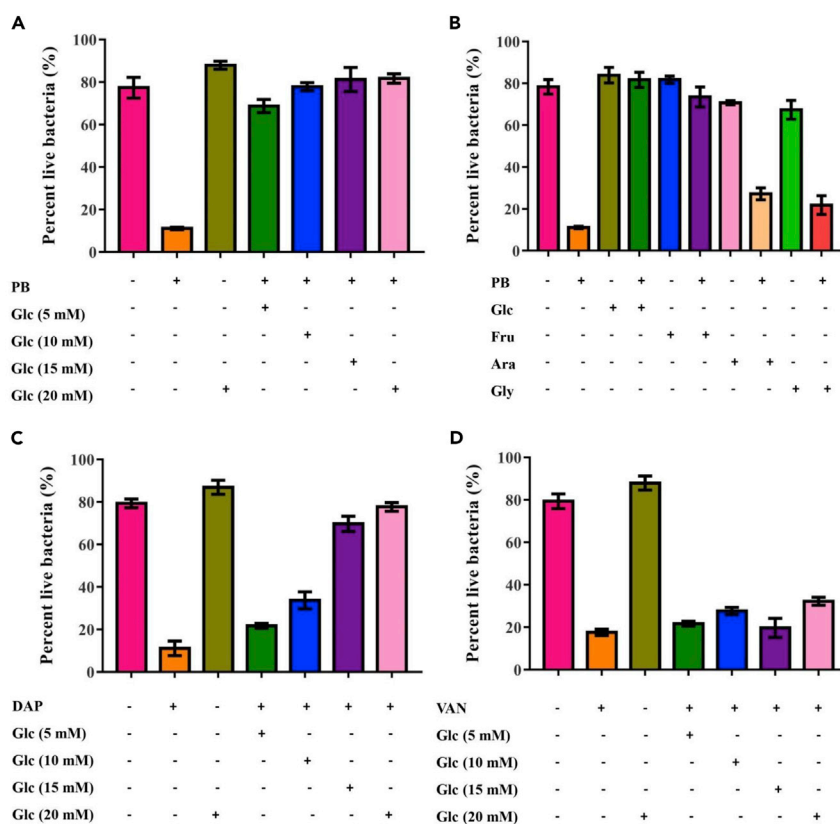 A
Percent live bacteria (%)
100
80
60
40
20
0
PB - + - + + + +
Glc (5 mM) - - - + - - -
Glc (10 mM) - - - - + - -
Glc (15 mM) - - - - - + -
Glc (20 mM) - - + - - - +
B
Percent live bacteria (%)
100
80
60
40
20
0
PB - + - + - + - + - +
Glc - - + + - - - - - -
Fru - - - - + + - - - -
Ara - - - - - - + + - -
Gly - - - - - - - - + +
C
Percent live bacteria (%)
100
80
60
40
20
0
DAP - + - + + + +
Glc (5 mM) - - - + - - -
Glc (10 mM) - - - - + - -
Glc (15 mM) - - - - - + -
Glc (20 mM) - - + - - - +
D
Percent live bacteria (%)
100
80
60
40
20
0
VAN - + - + + + +
Glc (5 mM) - - - + - - -
Glc (10 mM) - - - - + - -
Glc (15 mM) - - - - - + -
Glc (20 mM) - - + - - - +